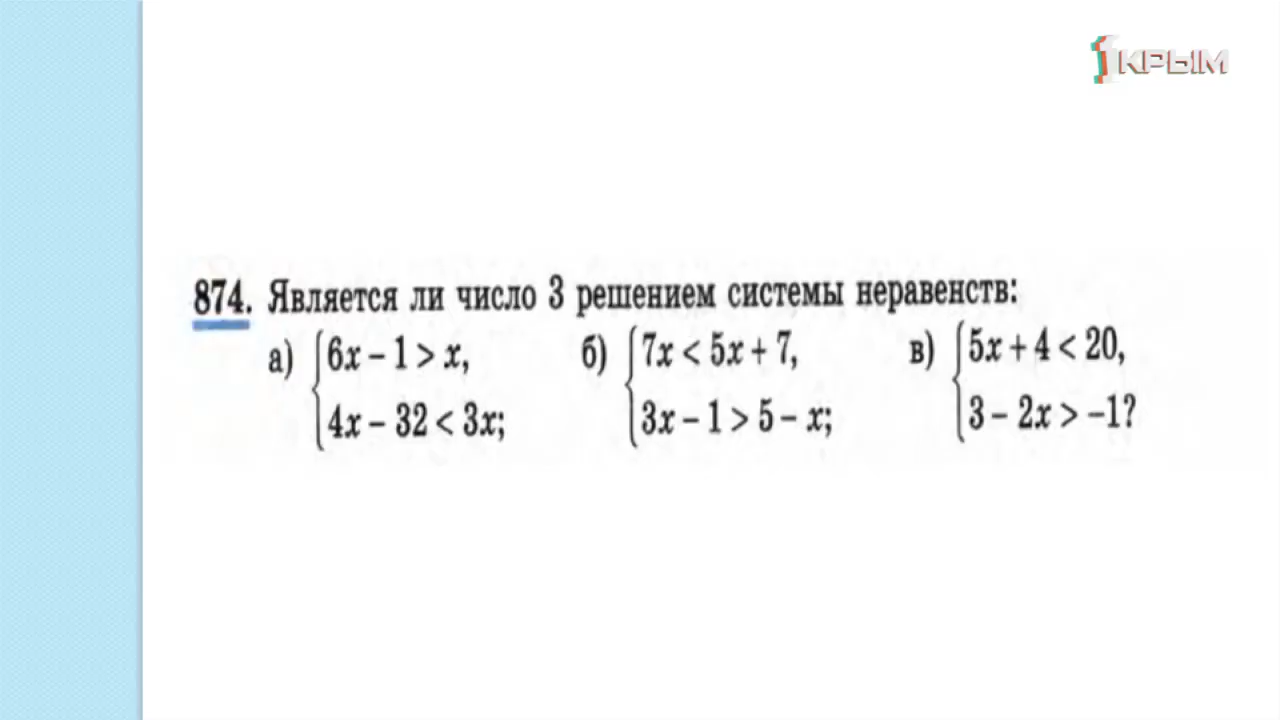 1КРЫМ
874. Является ли число 3 решением системы неравенств:
а) {6x – 1 > x, б) {7x < 5x + 7, в) {5x + 4 < 20,
4x – 32 < 3x; 3x – 1 > 5 – x; 3 – 2x > –1?